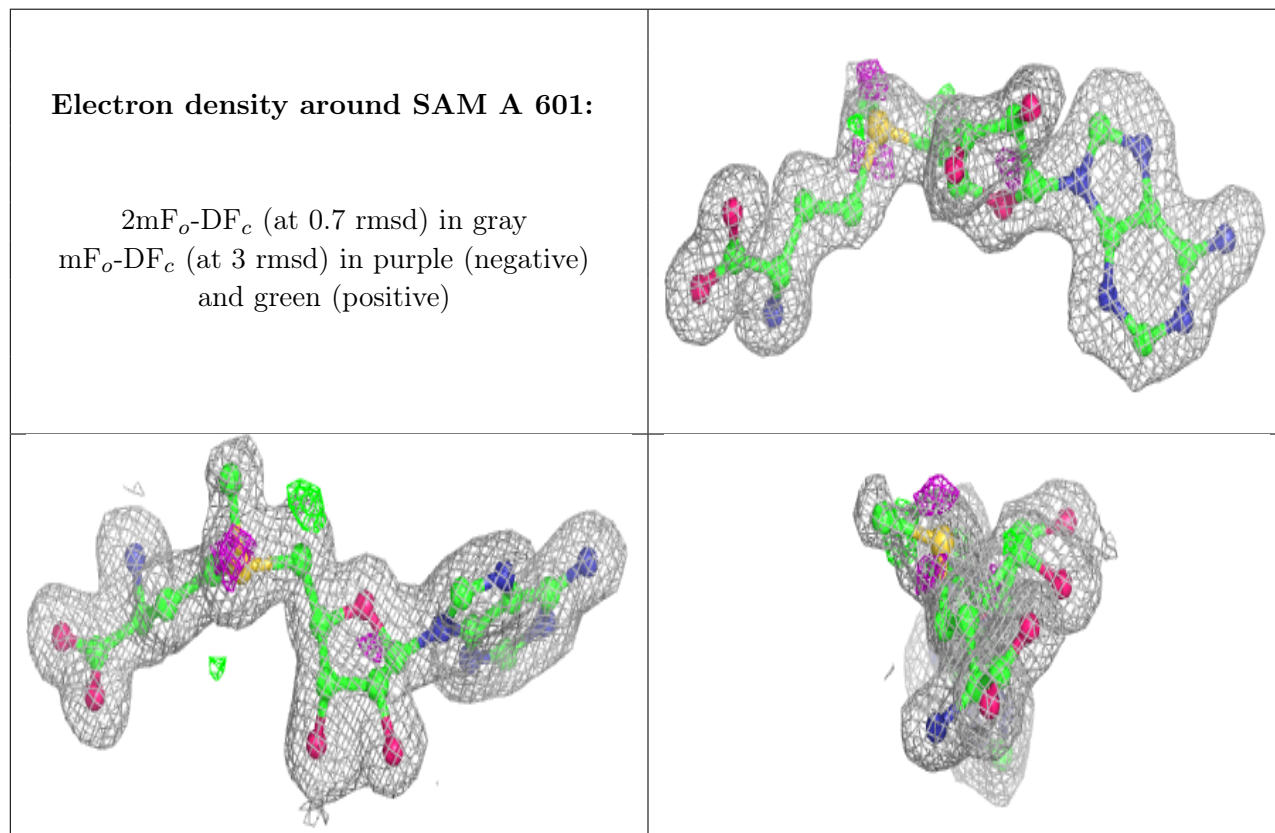 Electron density around SAM A 601:
2mFo-DFc (at 0.7 rmsd) in gray
mFo-DFc (at 3 rmsd) in purple (negative)
and green (positive)